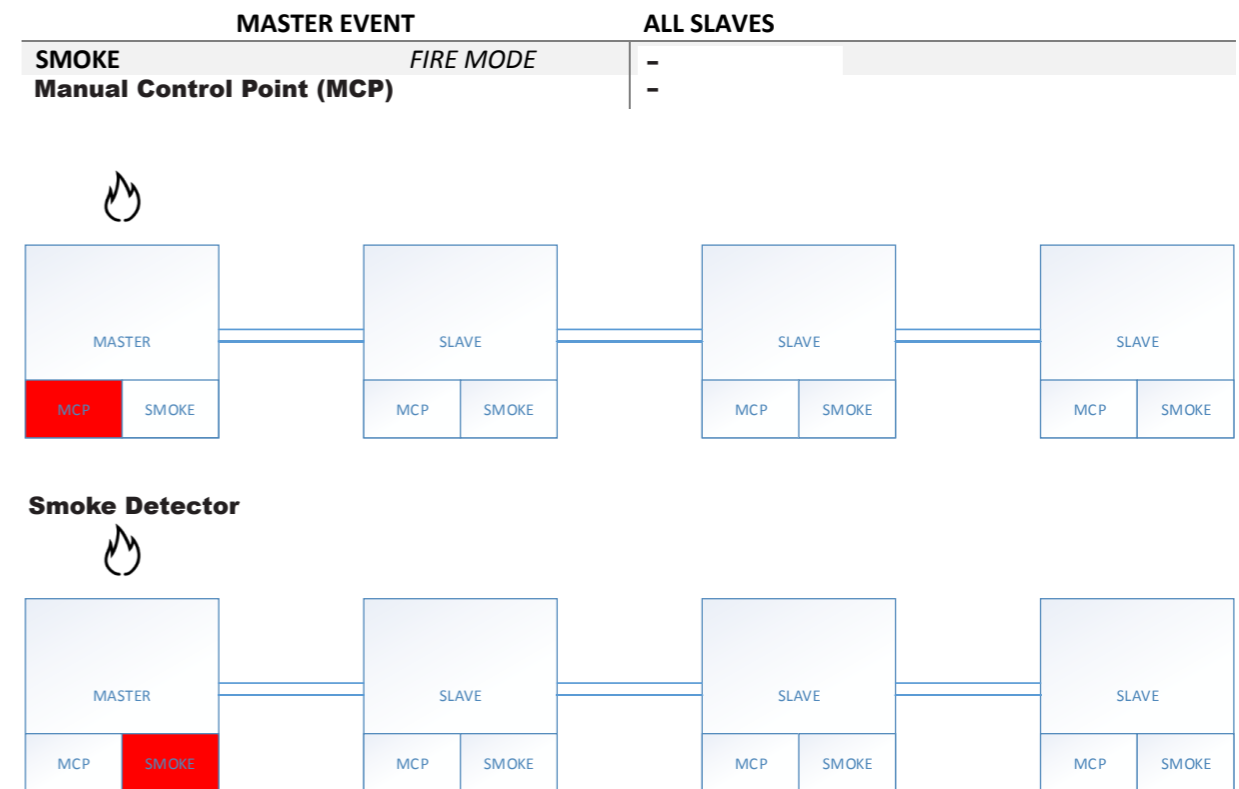 MASTER EVENT ALL SLAVES
SMOKE FIRE MODE –
Manual Control Point (MCP) –
MASTER SLAVE SLAVE SLAVE
MCP SMOKE MCP SMOKE MCP SMOKE MCP SMOKE
Smoke Detector
MASTER SLAVE SLAVE SLAVE
MCP SMOKE MCP SMOKE MCP SMOKE MCP SMOKE